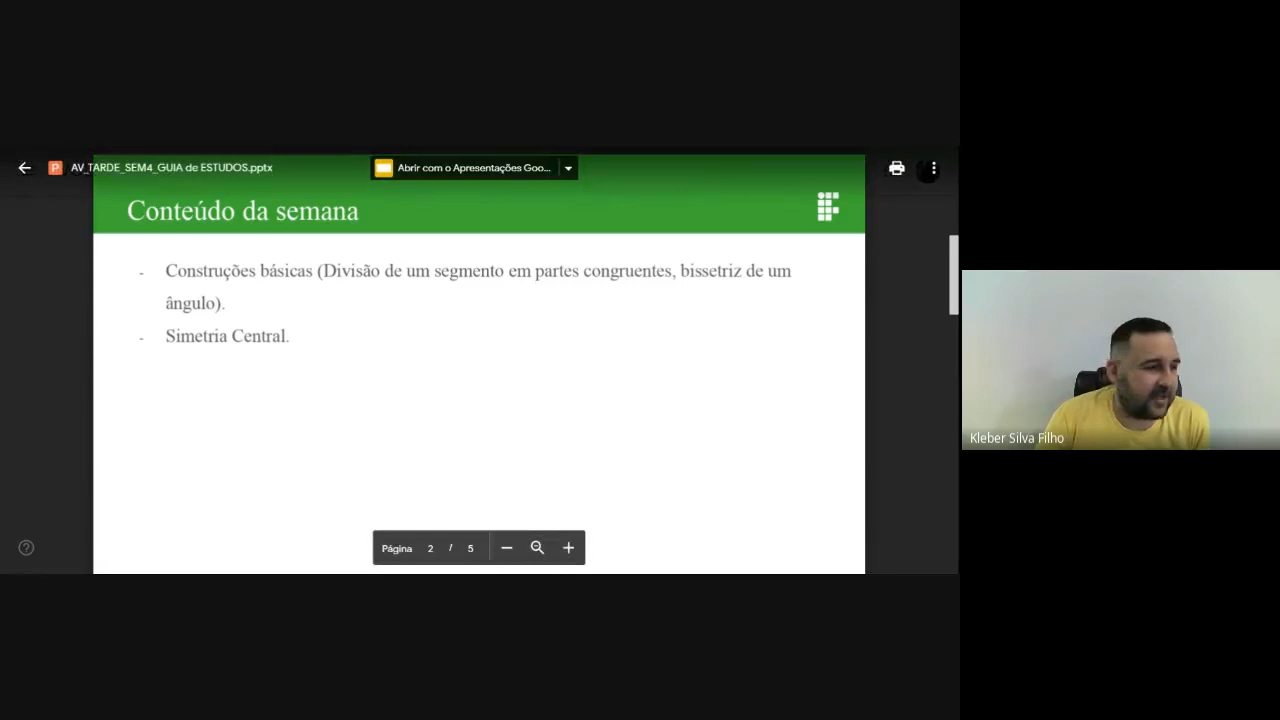 AV_TARDE_SEM4_GUIA de ESTUDOS.pptx
Abrir com o Apresentações Goo...
Conteúdo da semana
- Construções básicas (Divisão de um segmento em partes congruentes, bissetriz de um
ângulo).
- Simetria Central.
Kleber Silva Filho
Página 2 / 5